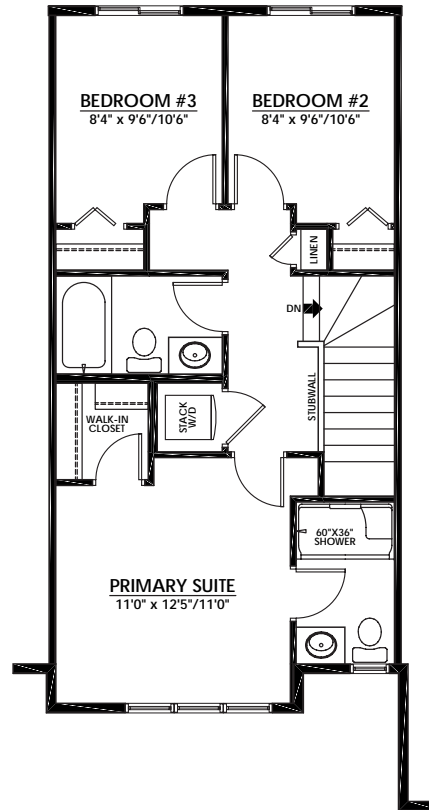 BEDROOM #3
8'4" x 9'6"/10'6"
BEDROOM #2
8'4" x 9'6"/10'6"
LINEN
DN
STUBWALL
WALK-IN
CLOSET
STACK
W/D
60"X36"
SHOWER
PRIMARY SUITE
11'0" x 12'5"/11'0"